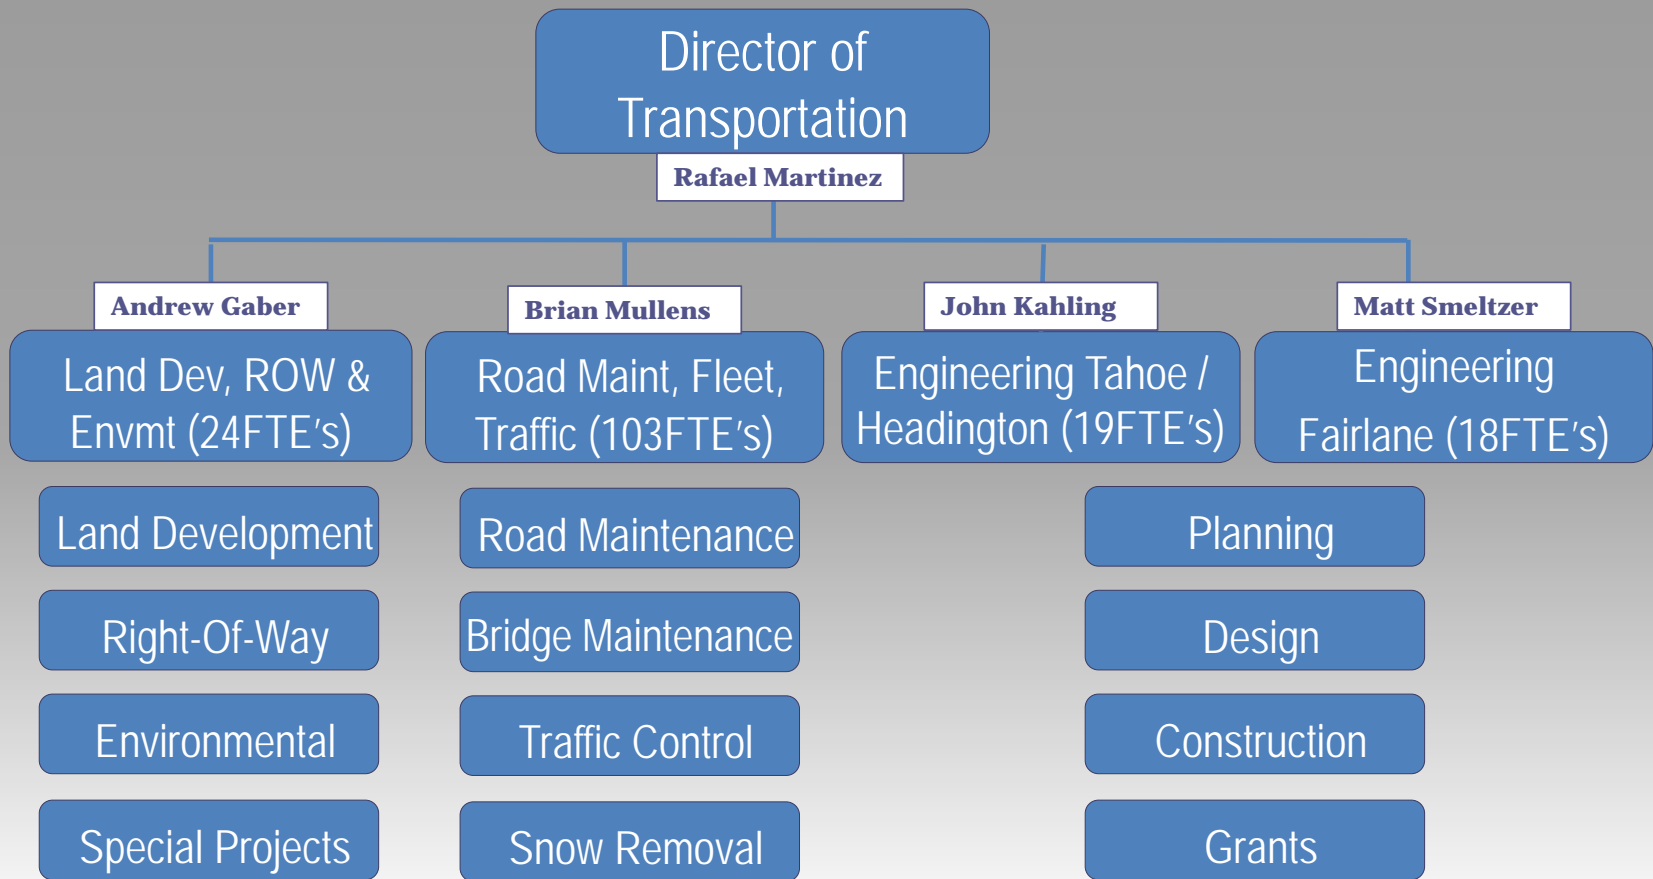 Director of
Transportation
Rafael Martinez
Andrew Gaber
Land Dev, ROW &
Envmt (24FTE's)
Land Development
Right-Of-Way
Environmental
Special Projects
Brian Mullens
Road Maint, Fleet,
Traffic (103FTE's)
Road Maintenance
Bridge Maintenance
Traffic Control
Snow Removal
John Kahling
Engineering Tahoe /
Headington (19FTE's)
Matt Smeltzer
Engineering
Fairlane (18FTE's)
Planning
Design
Construction
Grants